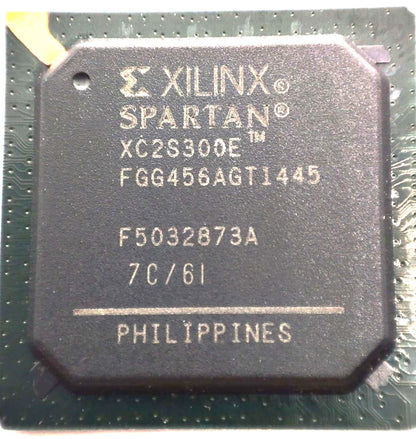 XILINX®
SPARTAN®
XC2S300E™
FGG456AGT1445
F5032873A
7C/6I
PHILIPPINES